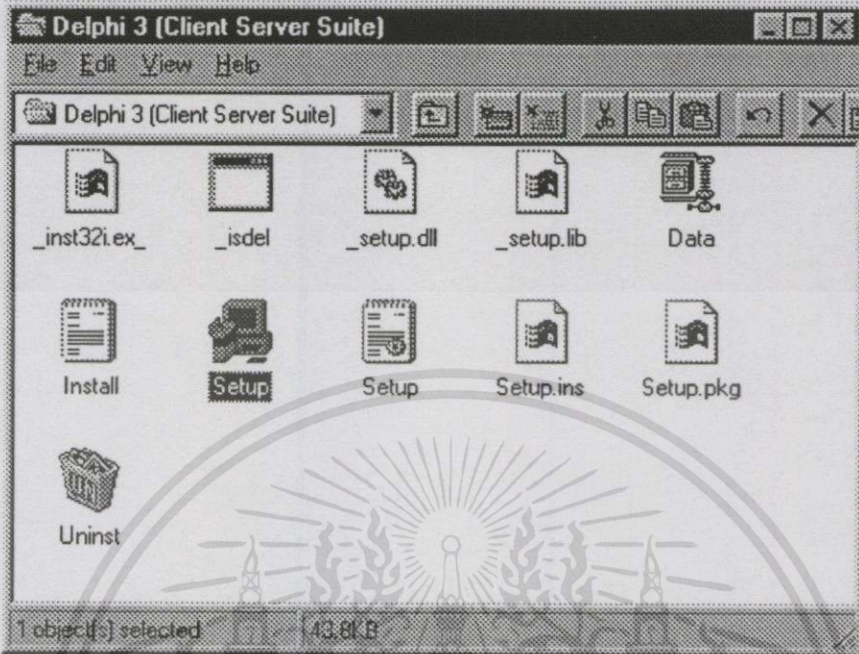 Delphi 3 (Client Server Suite)
File Edit View Help
Delphi 3 (Client Server Suite)
_inst32i.ex_ _isdel _setup.dll _setup.lib Data
Install Setup Setup Setup.ins Setup.pkg
Uninst
1 object(s) selected 43.8KB